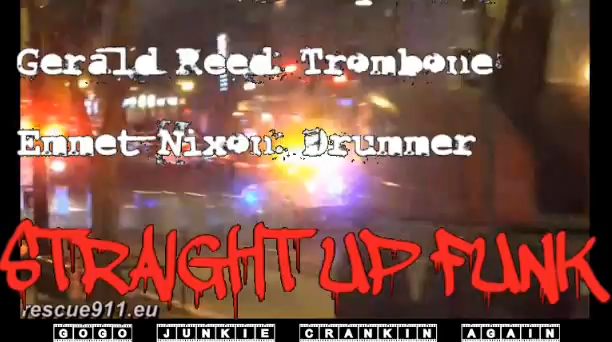 Gerald Reed. Trombone
Emmet Nixon. Drummer
STRAIGHT UP FUNK
rescue911.eu
GOGO JUNKIE CRANKIN AGAIN